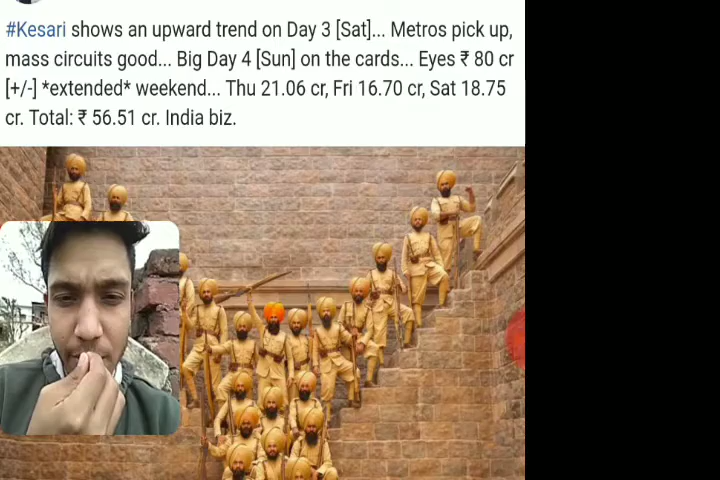 #Kesari shows an upward trend on Day 3 [Sat]... Metros pick up,
mass circuits good... Big Day 4 [Sun] on the cards... Eyes ₹ 80 cr
[+/-] *extended* weekend... Thu 21.06 cr, Fri 16.70 cr, Sat 18.75
cr. Total: ₹ 56.51 cr. India biz.